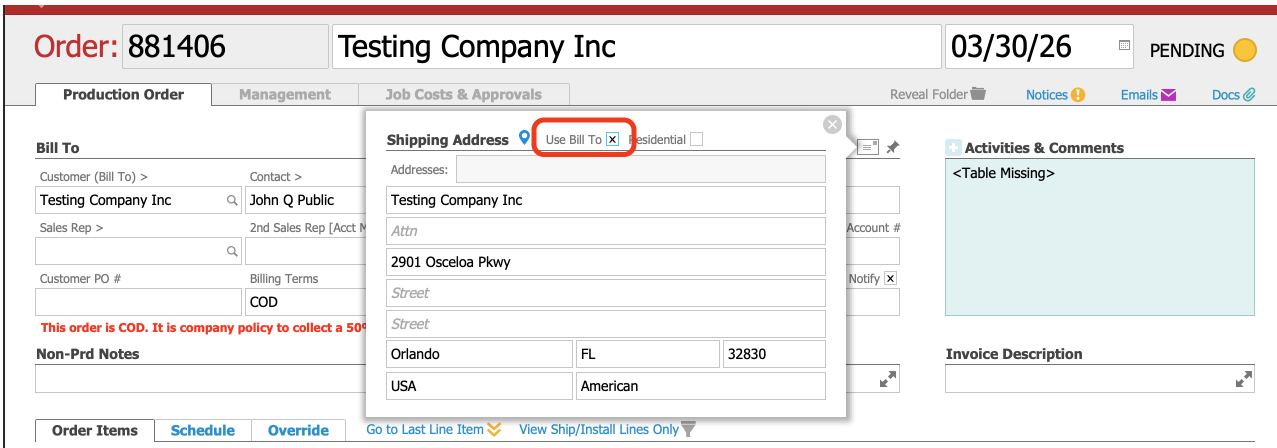 Order: 881406 Testing Company Inc 03/30/26 PENDING
Production Order Management Job Costs & Approvals Reveal Folder Notices Emails Docs
Bill To
Customer (Bill To) > Contact >
Testing Company Inc John Q Public
Sales Rep > 2nd Sales Rep [Acct M
Customer PO # Billing Terms
COD
This order is COD. It is company policy to collect a 50%
Non-Prd Notes
Shipping Address Use Bill To x Residential
Addresses:
Testing Company Inc
Attn
2901 Osceloa Pkwy
Street
Street
Orlando FL 32830
USA American
Account #
Notify x
Activities & Comments
<Table Missing>
Invoice Description
Order Items Schedule Override Go to Last Line Item View Ship/Install Lines Only